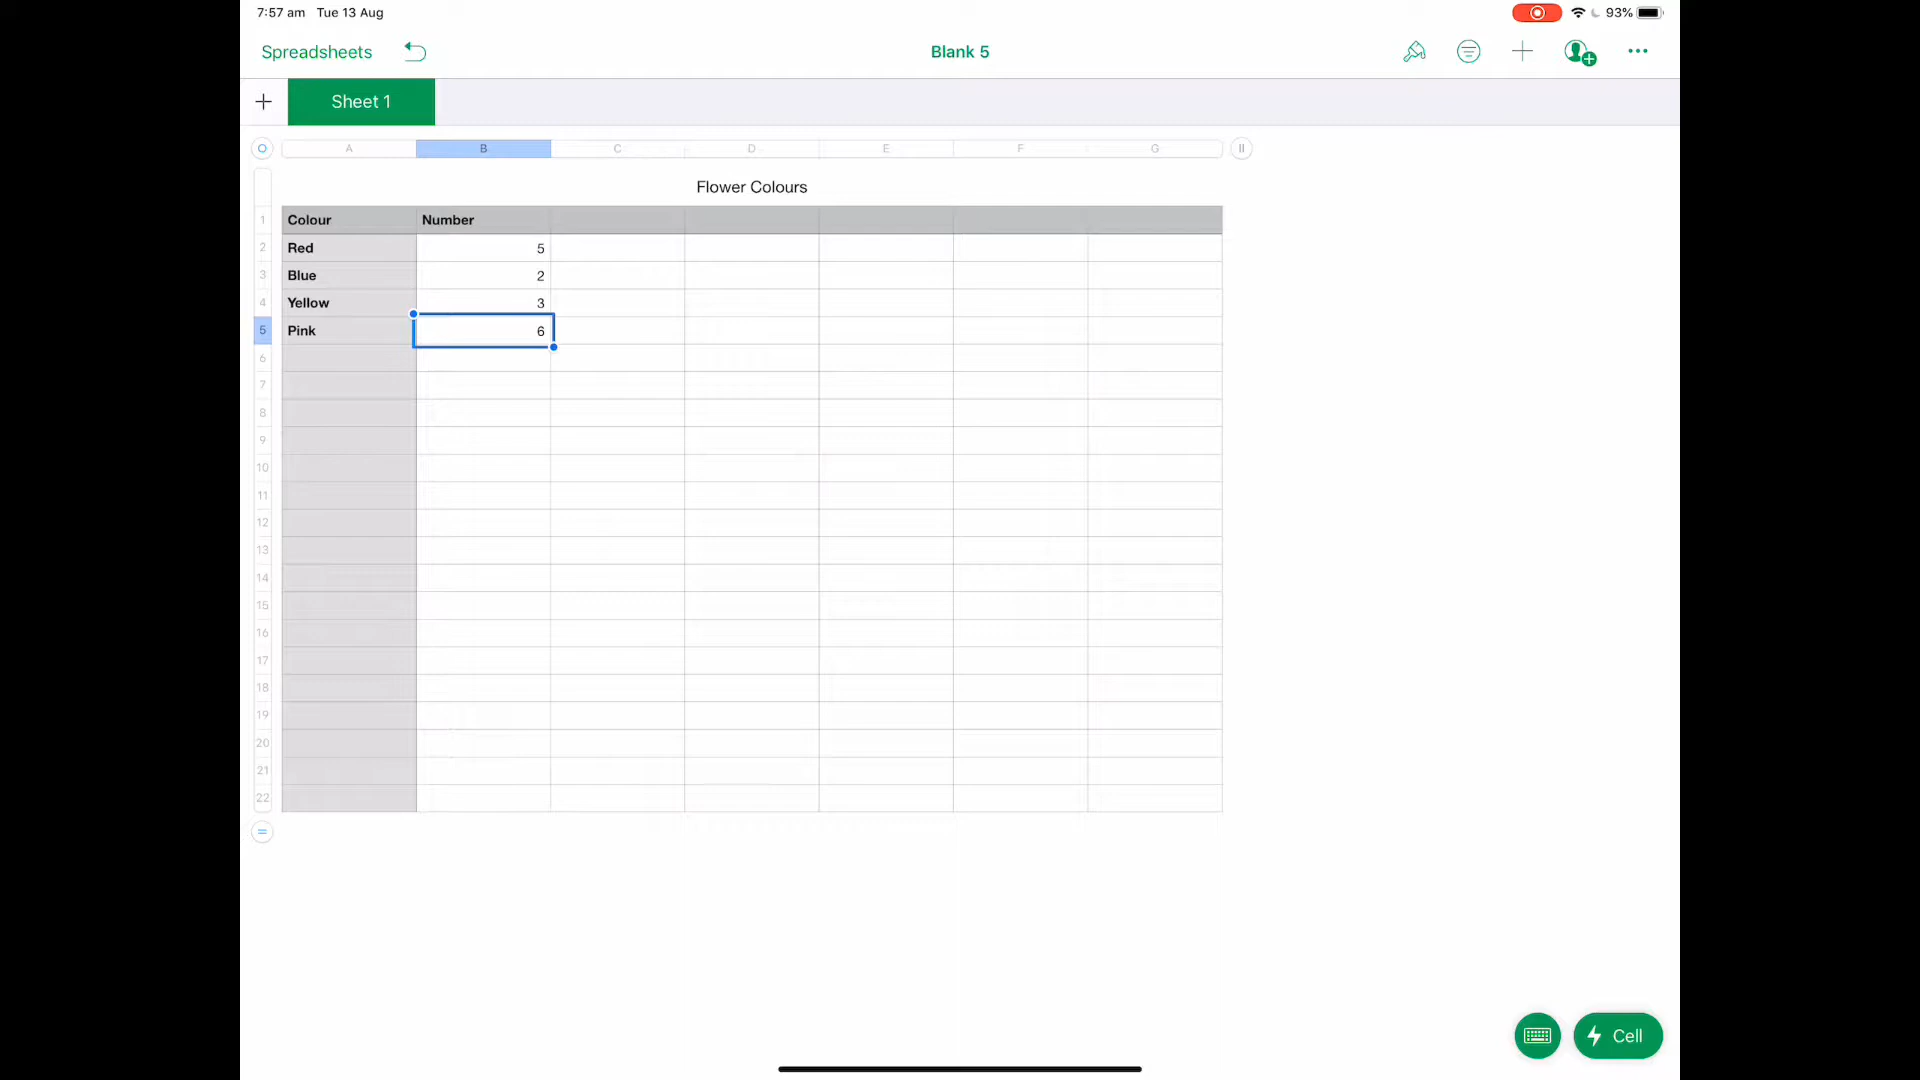 7:57 am Tue 13 Aug 93%
Spreadsheets Blank 5
Sheet 1
A B C D E F G
Flower Colours
1 Colour Number
2 Red 5
3 Blue 2
4 Yellow 3
5 Pink 6
6
7
8
9
10
11
12
13
14
15
16
17
18
19
20
21
22
Cell